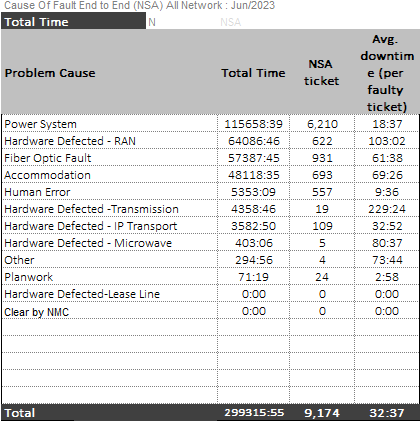 Cause Of Fault End to End (NSA) All Network : Jun/2023
Total Time N NSA
Problem Cause Total Time NSA ticket Avg. downtim e (per faulty ticket)
Power System 115658:39 6,210 18:37
Hardware Defected - RAN 64086:46 622 103:02
Fiber Optic Fault 57387:45 931 61:38
Accommodation 48118:35 693 69:26
Human Error 5353:09 557 9:36
Hardware Defected -Transmission 4358:46 19 229:24
Hardware Defected - IP Transport 3582:50 109 32:52
Hardware Defected - Microwave 403:06 5 80:37
Other 294:56 4 73:44
Planwork 71:19 24 2:58
Hardware Defected-Lease Line 0:00 0 0:00
Clear by NMC 0:00 0 0:00
Total 299315:55 9,174 32:37